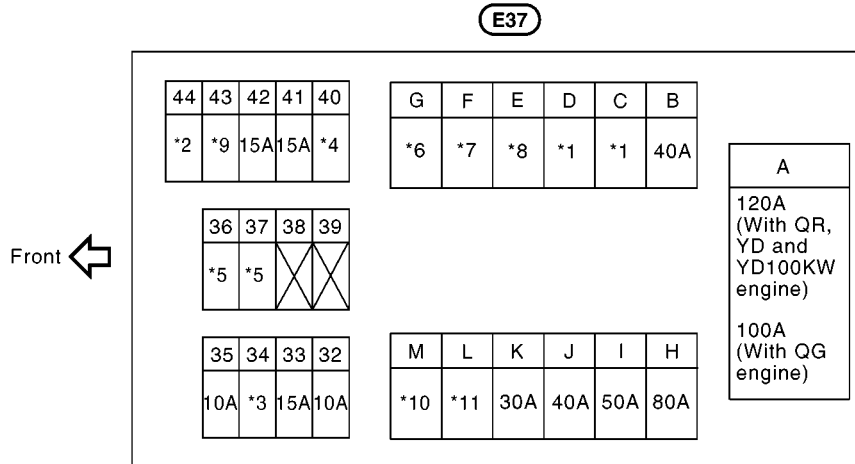 E37
44 43 42 41 40
*2 *9 15A 15A *4
G F E D C B
*6 *7 *8 *1 *1 40A
A
120A
(With QR,
YD and
YD100KW
engine)
100A
(With QG
engine)
36 37 38 39
*5 *5
Front
35 34 33 32
10A *3 15A 10A
M L K J I H
*10 *11 30A 40A 50A 80A